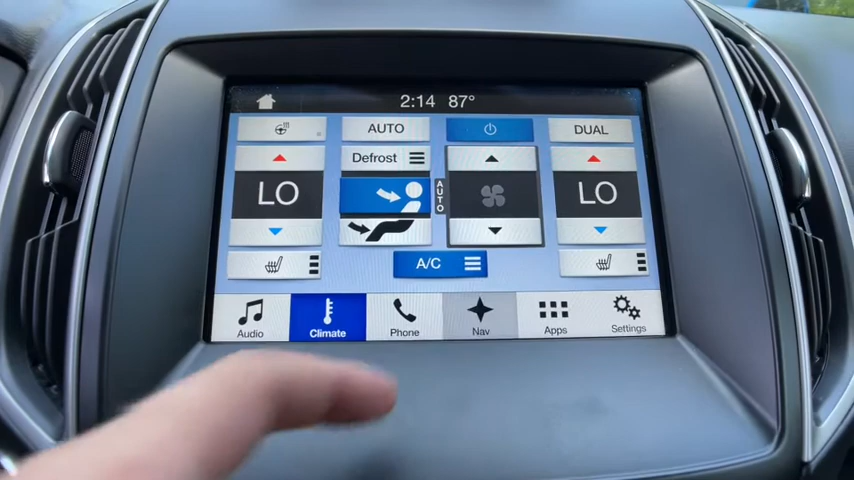 2:14 87°
AUTO
DUAL
Defrost
LO
AUTO
LO
A/C
Audio
Climate
Phone
Nav
Apps
Settings